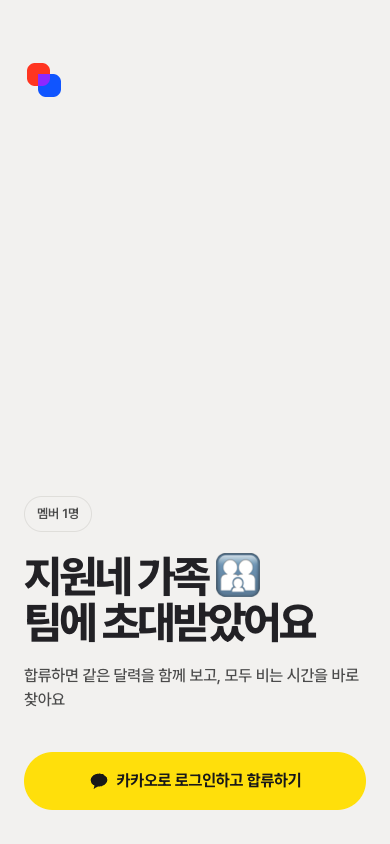 멤버 1명
지원네 가족 👨‍👩‍👦
팀에 초대받았어요
합류하면 같은 달력을 함께 보고, 모두 비는 시간을 바로
찾아요
카카오로 로그인하고 합류하기